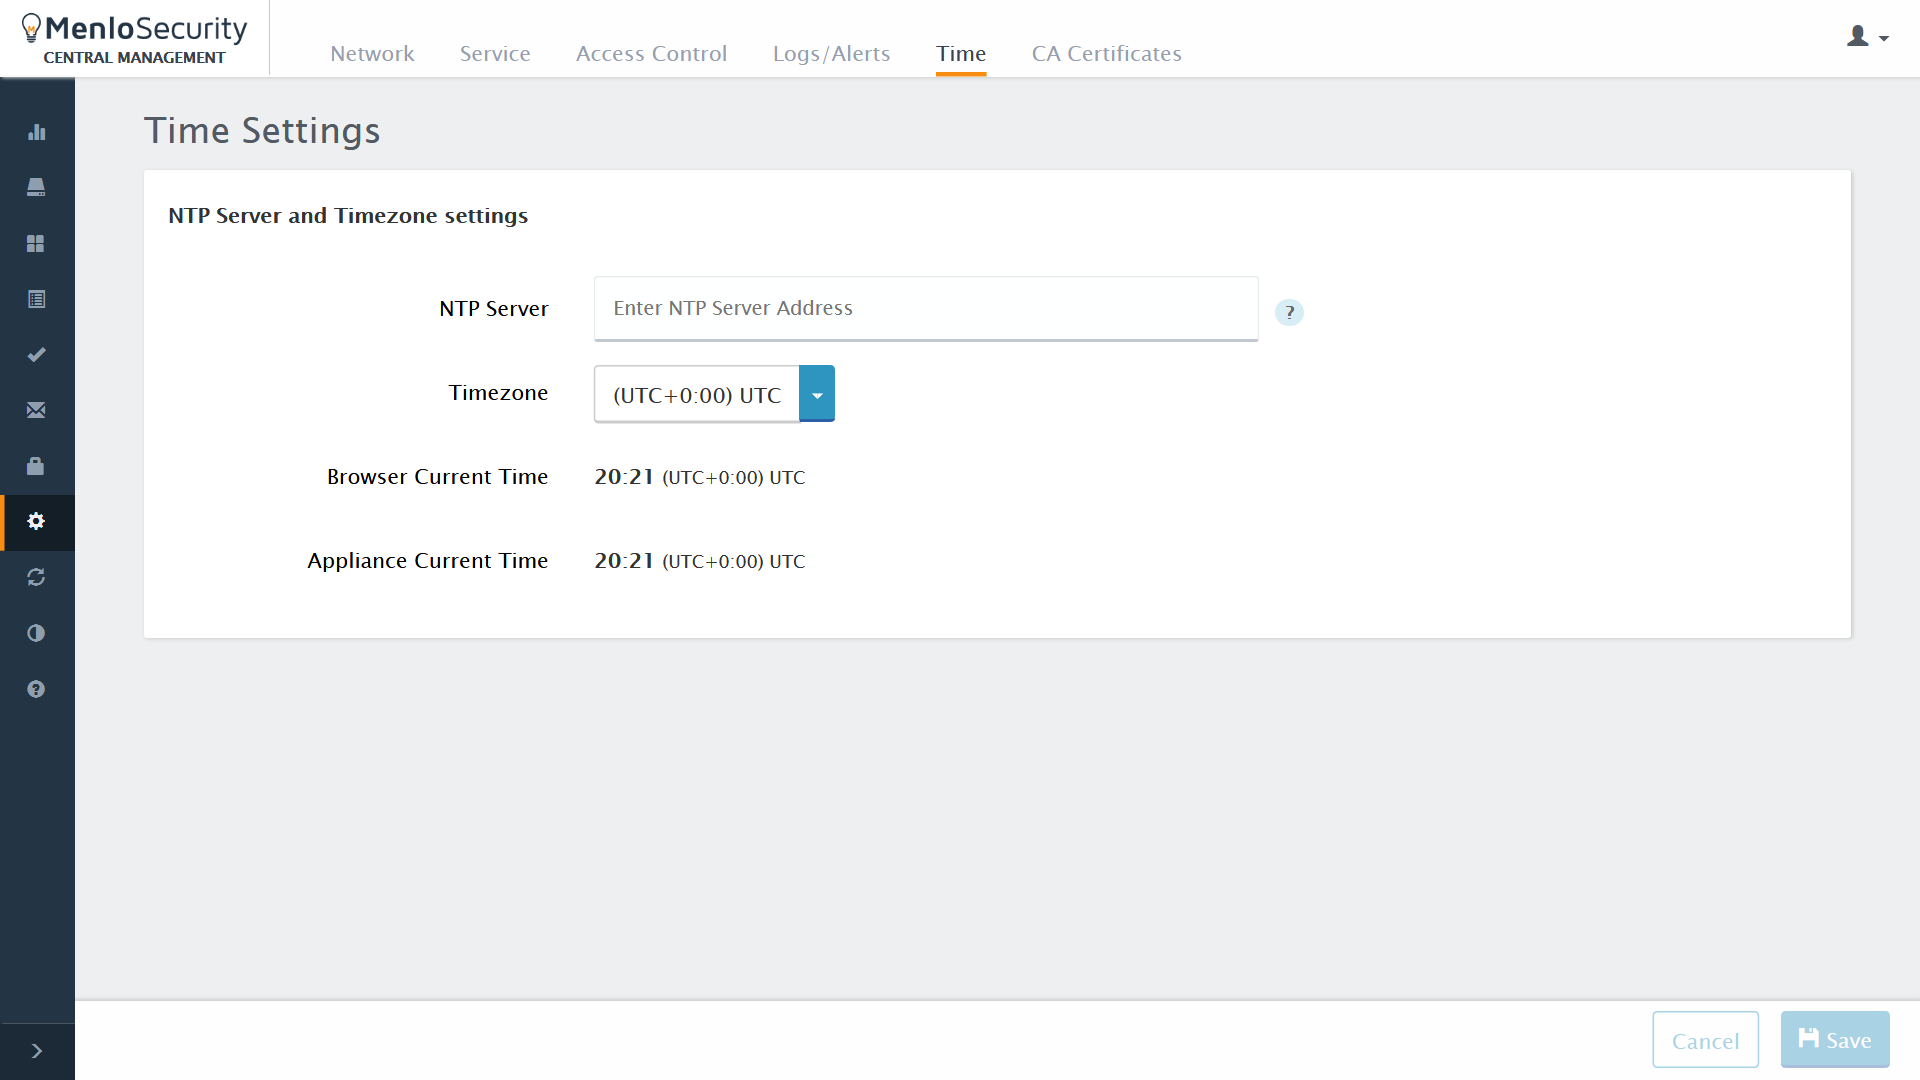 MenloSecurity
CENTRAL MANAGEMENT
Network Service Access Control Logs/Alerts Time CA Certificates
Time Settings
NTP Server and Timezone settings
NTP Server Enter NTP Server Address ?
Timezone (UTC+0:00) UTC
Browser Current Time 20:21 (UTC+0:00) UTC
Appliance Current Time 20:21 (UTC+0:00) UTC
Cancel Save